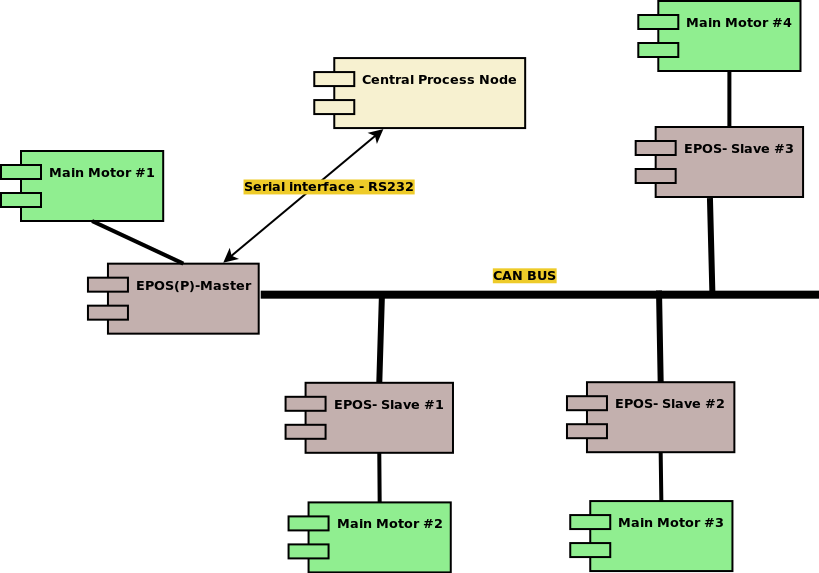 Main Motor #4
Central Process Node
EPOS- Slave #3
Main Motor #1
Serial interface - RS232
CAN BUS
EPOS(P)-Master
EPOS- Slave #1
EPOS- Slave #2
Main Motor #2
Main Motor #3